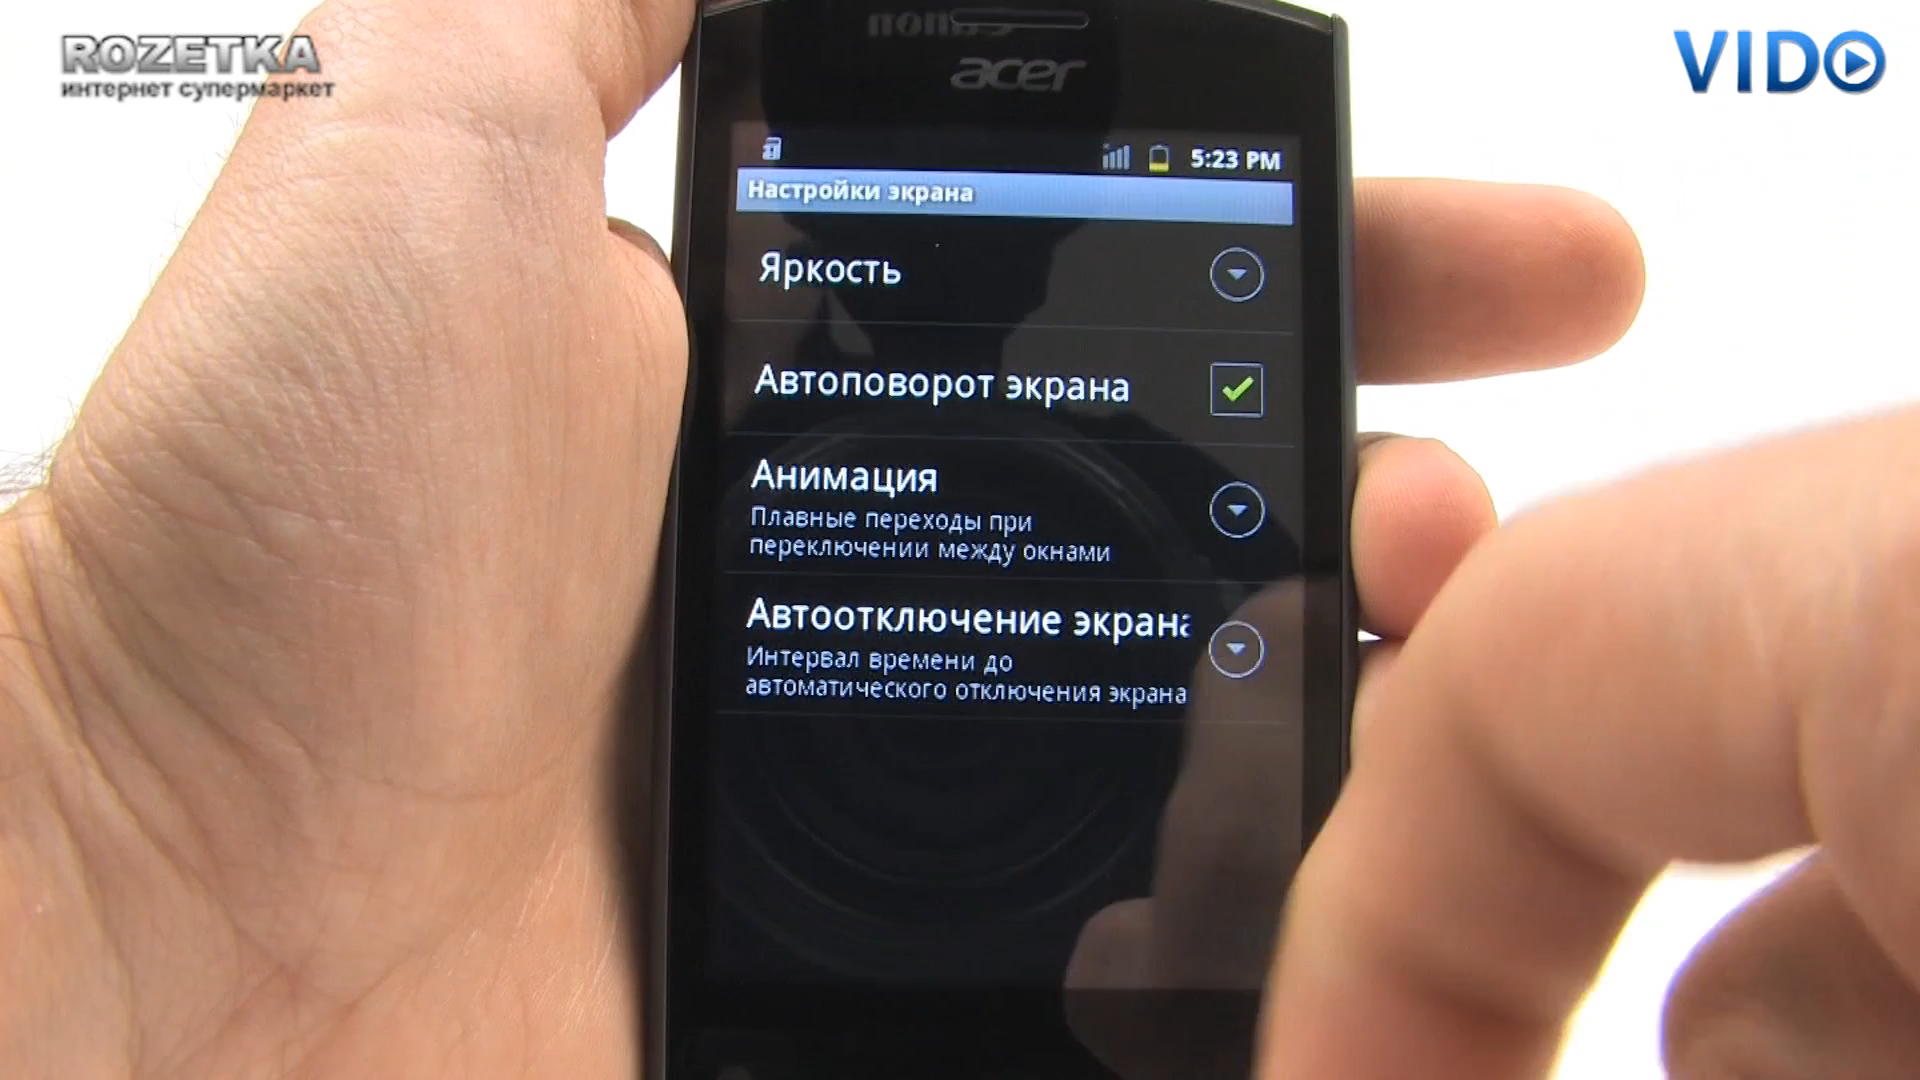 ROZETKA
интернет супермаркет
VIDO
acer
5:23 PM
Настройки экрана
Яркость
Автоповорот экрана
Анимация
Плавные переходы при
переключении между окнами
Автоотключение экрана
Интервал времени до
автоматического отключения экрана